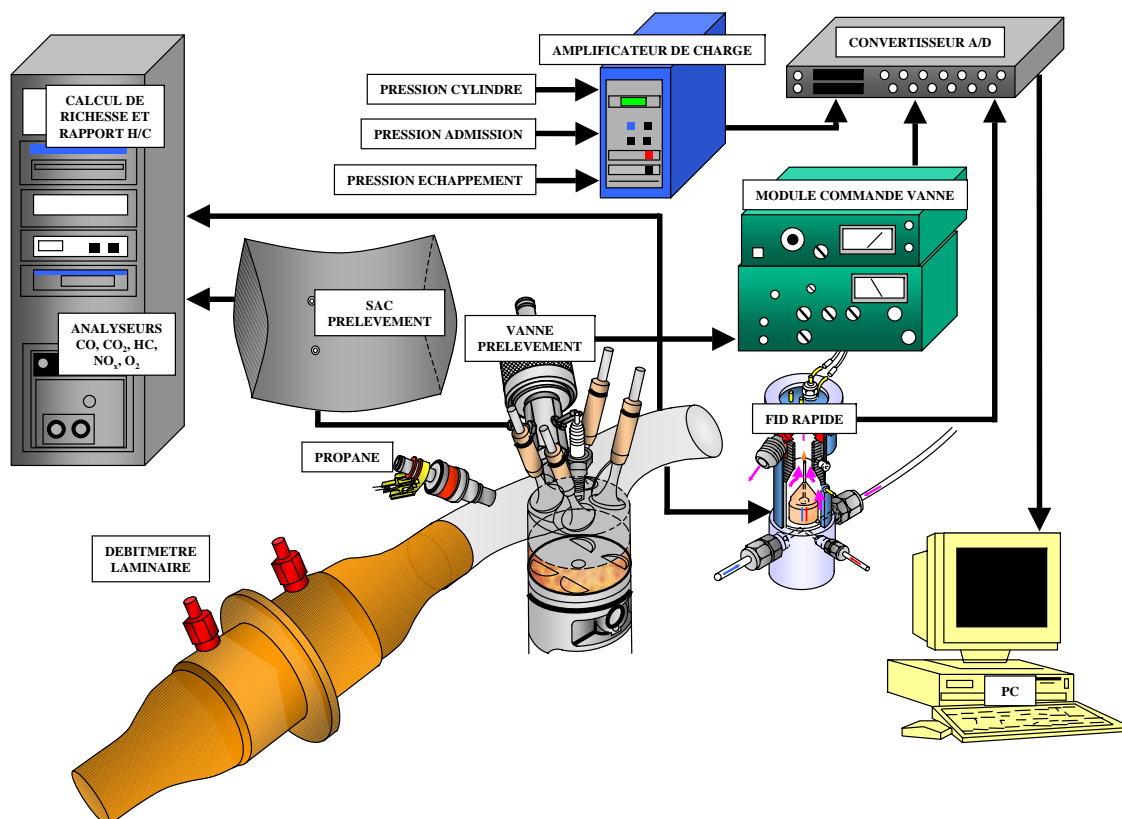 AMPLIFICATEUR DE CHARGE
CONVERTISSEUR A/D
CALCUL DE
RICHESSE ET
RAPPORT H/C
PRESSION CYLINDRE
PRESSION ADMISSION
PRESSION ECHAPPEMENT
MODULE COMMANDE VANNE
SAC
PRELEVEMENT
VANNE
PRELEVEMENT
ANALYSEURS
CO, CO₂, HC,
NOₓ, O₂
FID RAPIDE
PROPANE
DEBITMETRE
LAMINAIRE
PC